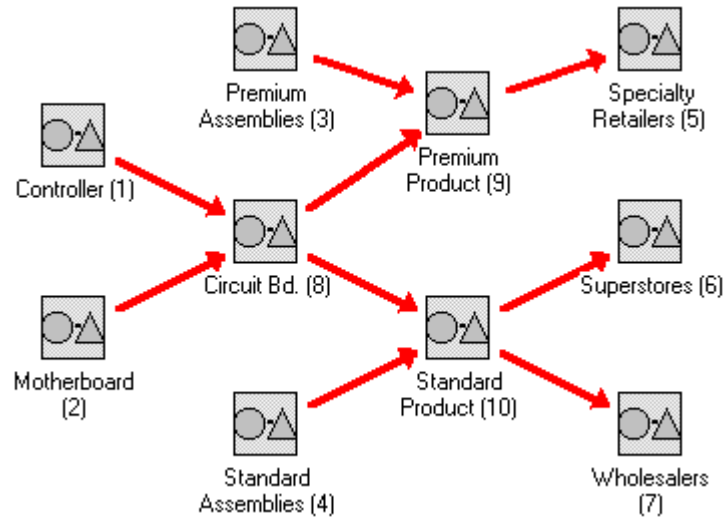 Premium
Assemblies (3)
Specialty
Retailers (5)
Premium
Product (9)
Controller (1)
Circuit Bd. (8)
Superstores (6)
Motherboard
(2)
Standard
Product (10)
Standard
Assemblies (4)
Wholesalers
(7)